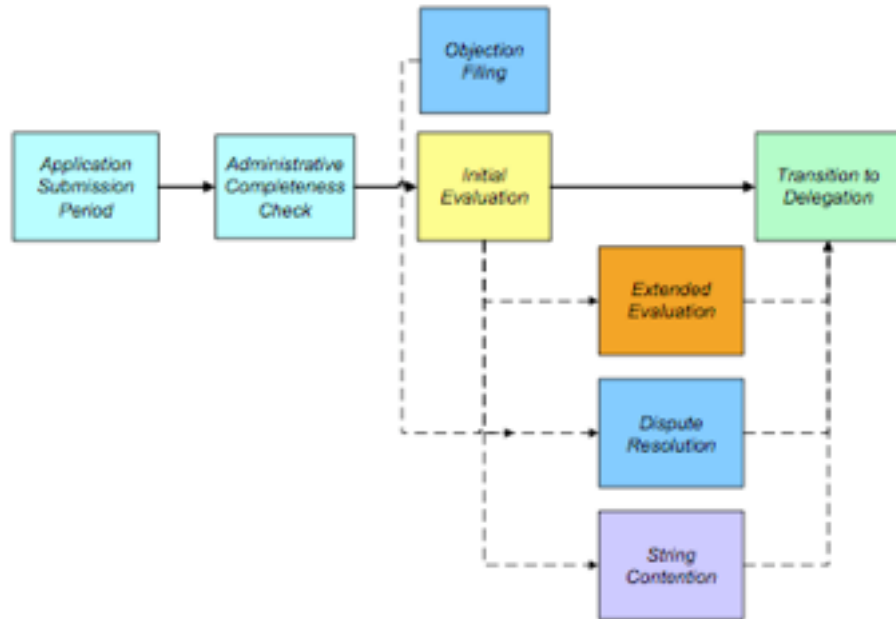 Objection
Filing
Application
Submission
Period
Administrative
Completeness
Check
Initial
Evaluation
Transition to
Delegation
Extended
Evaluation
Dispute
Resolution
String
Contention